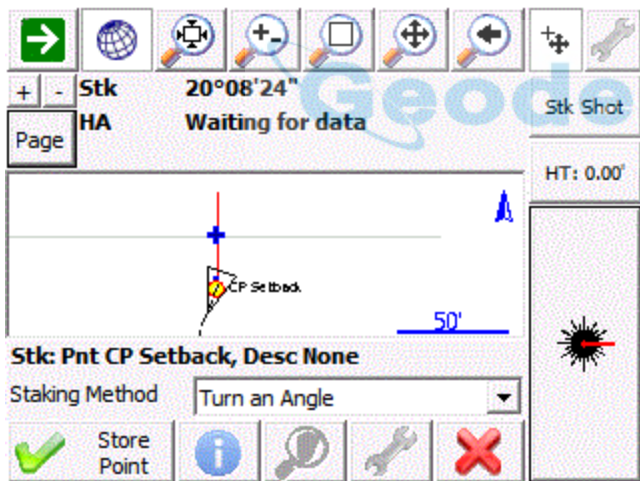 + - Stk 20°08'24"
Page HA Waiting for data
Geode
Stk Shot
HT: 0.00'
CP Setback
50'
Stk: Pnt CP Setback, Desc None
Staking Method Turn an Angle
Store
Point